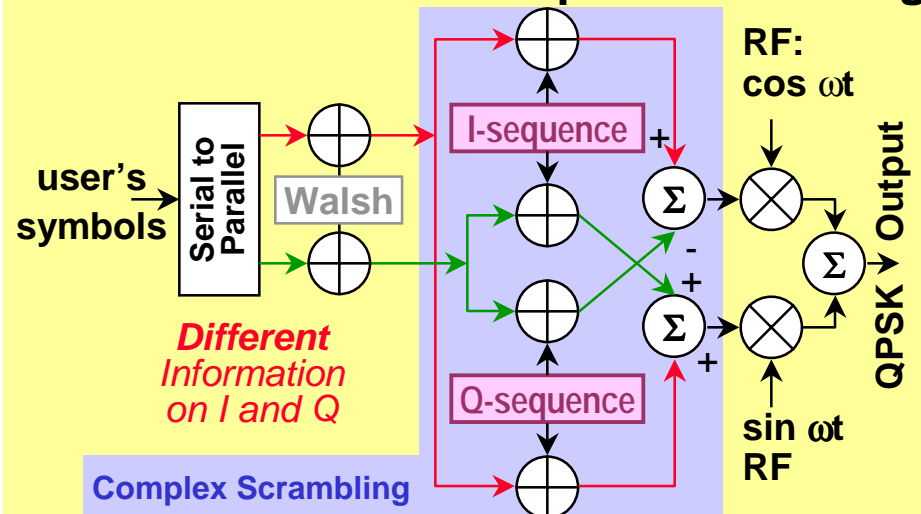 RF:
cos ωt
I-sequence
+
user's
symbols
Serial to
Parallel
Walsh
Σ
-
+
Σ
+
Σ
QPSK Output
Different
Information
on I and Q
Q-sequence
sin ωt
RF
Complex Scrambling